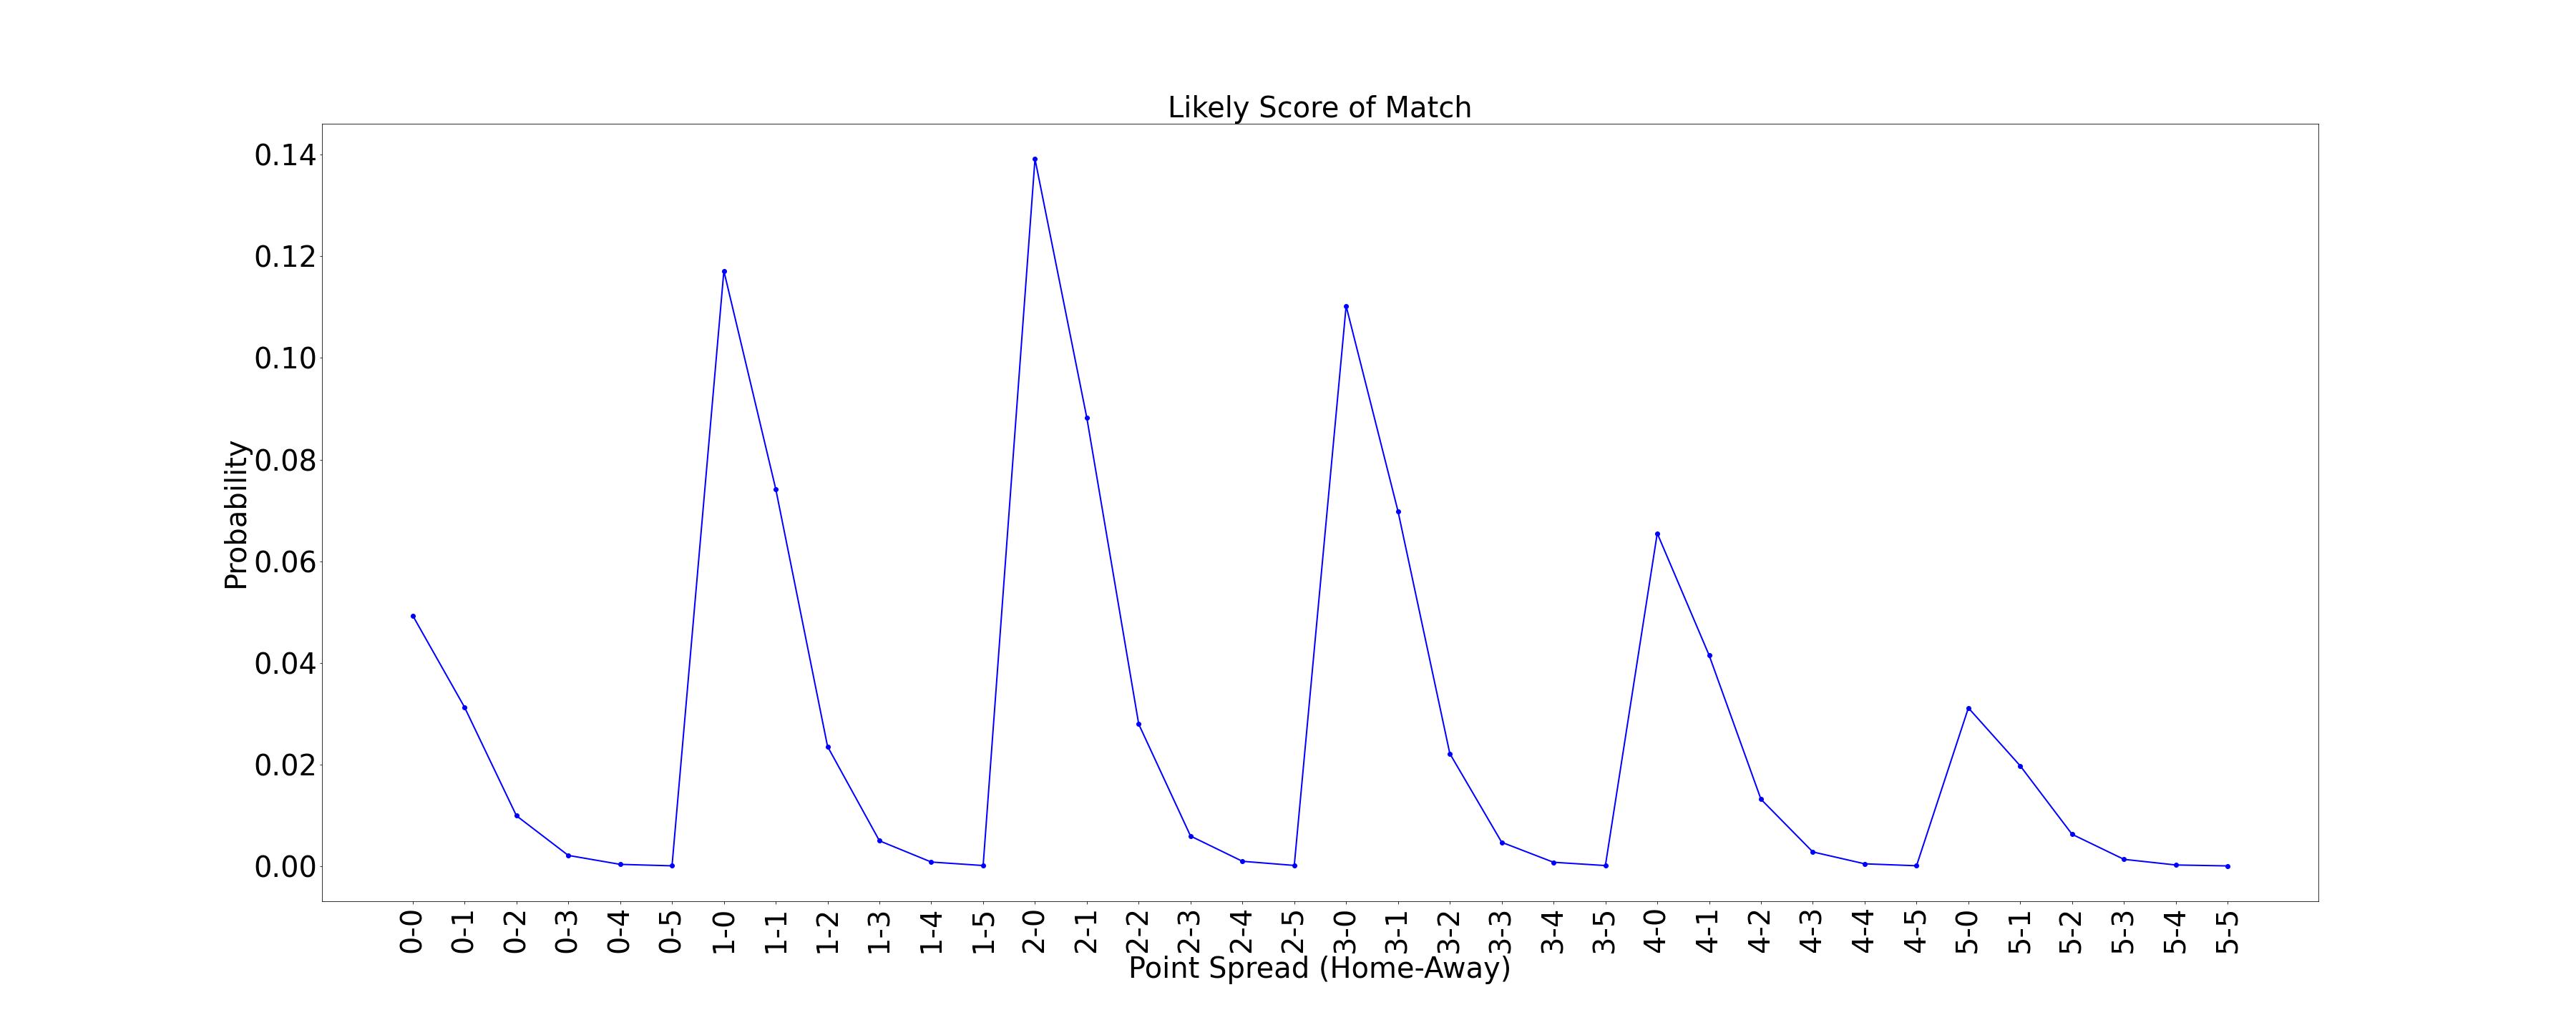 Likely Score of Match
0.14
0.12
0.10
0.08
0.06
0.04
0.02
0.00
Probability
0-0 0-1 0-2 0-3 0-4 0-5 1-0 1-1 1-2 1-3 1-4 1-5 2-0 2-1 2-2 2-3 2-4 2-5 3-0 3-1 3-2 3-3 3-4 3-5 4-0 4-1 4-2 4-3 4-4 4-5 5-0 5-1 5-2 5-3 5-4 5-5
Point Spread (Home-Away)